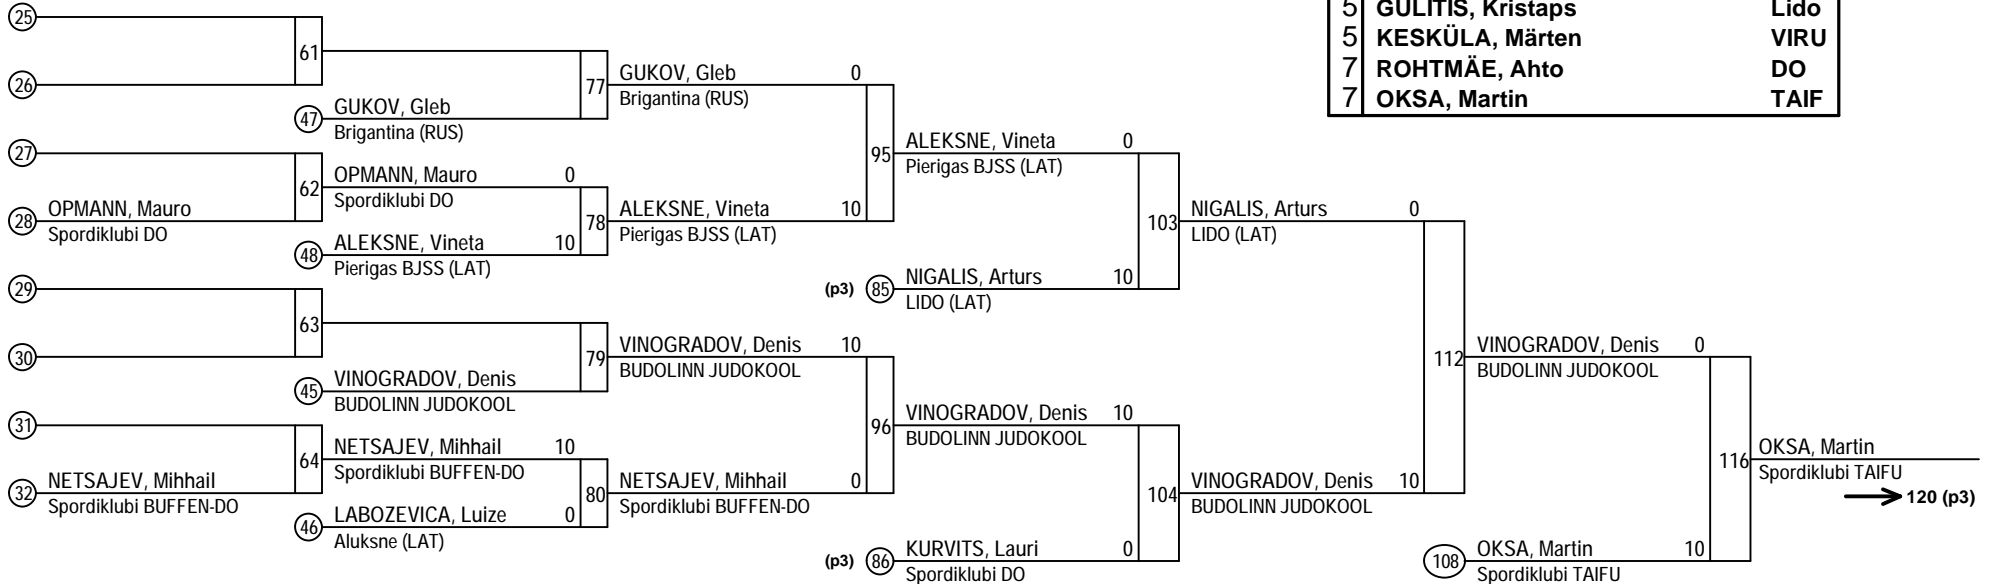 5 GULITIS, Kristaps Lido
5 KESKÜLA, Märten VIRU
7 ROHTMÄE, Ahto DO
7 OKSA, Martin TAIF
25
61
26
77
GUKOV, Gleb 0
Brigantina (RUS)
47 GUKOV, Gleb
Brigantina (RUS)
27
95
ALEKSNE, Vineta 0
Pierigas BJSS (LAT)
62
OPMANN, Mauro 0
Spordiklubi DO
28 OPMANN, Mauro
Spordiklubi DO
78
ALEKSNE, Vineta 10
Pierigas BJSS (LAT)
48 ALEKSNE, Vineta 10
Pierigas BJSS (LAT)
103
NIGALIS, Arturs 0
LIDO (LAT)
29
(p3) 85 NIGALIS, Arturs 10
LIDO (LAT)
63
30
79
VINOGRADOV, Denis 10
BUDOLINN JUDOKOOL
45 VINOGRADOV, Denis
BUDOLINN JUDOKOOL
112
VINOGRADOV, Denis 0
BUDOLINN JUDOKOOL
31
96
VINOGRADOV, Denis 10
BUDOLINN JUDOKOOL
64
NETSAJEV, Mihhail 10
Spordiklubi BUFFEN-DO
32 NETSAJEV, Mihhail
Spordiklubi BUFFEN-DO
80
NETSAJEV, Mihhail 0
Spordiklubi BUFFEN-DO
46 LABOZEVICA, Luize 0
Aluksne (LAT)
104
VINOGRADOV, Denis 10
BUDOLINN JUDOKOOL
116
OKSA, Martin
Spordiklubi TAIFU
120 (p3)
(p3) 86 KURVITS, Lauri 0
Spordiklubi DO
108 OKSA, Martin 10
Spordiklubi TAIFU